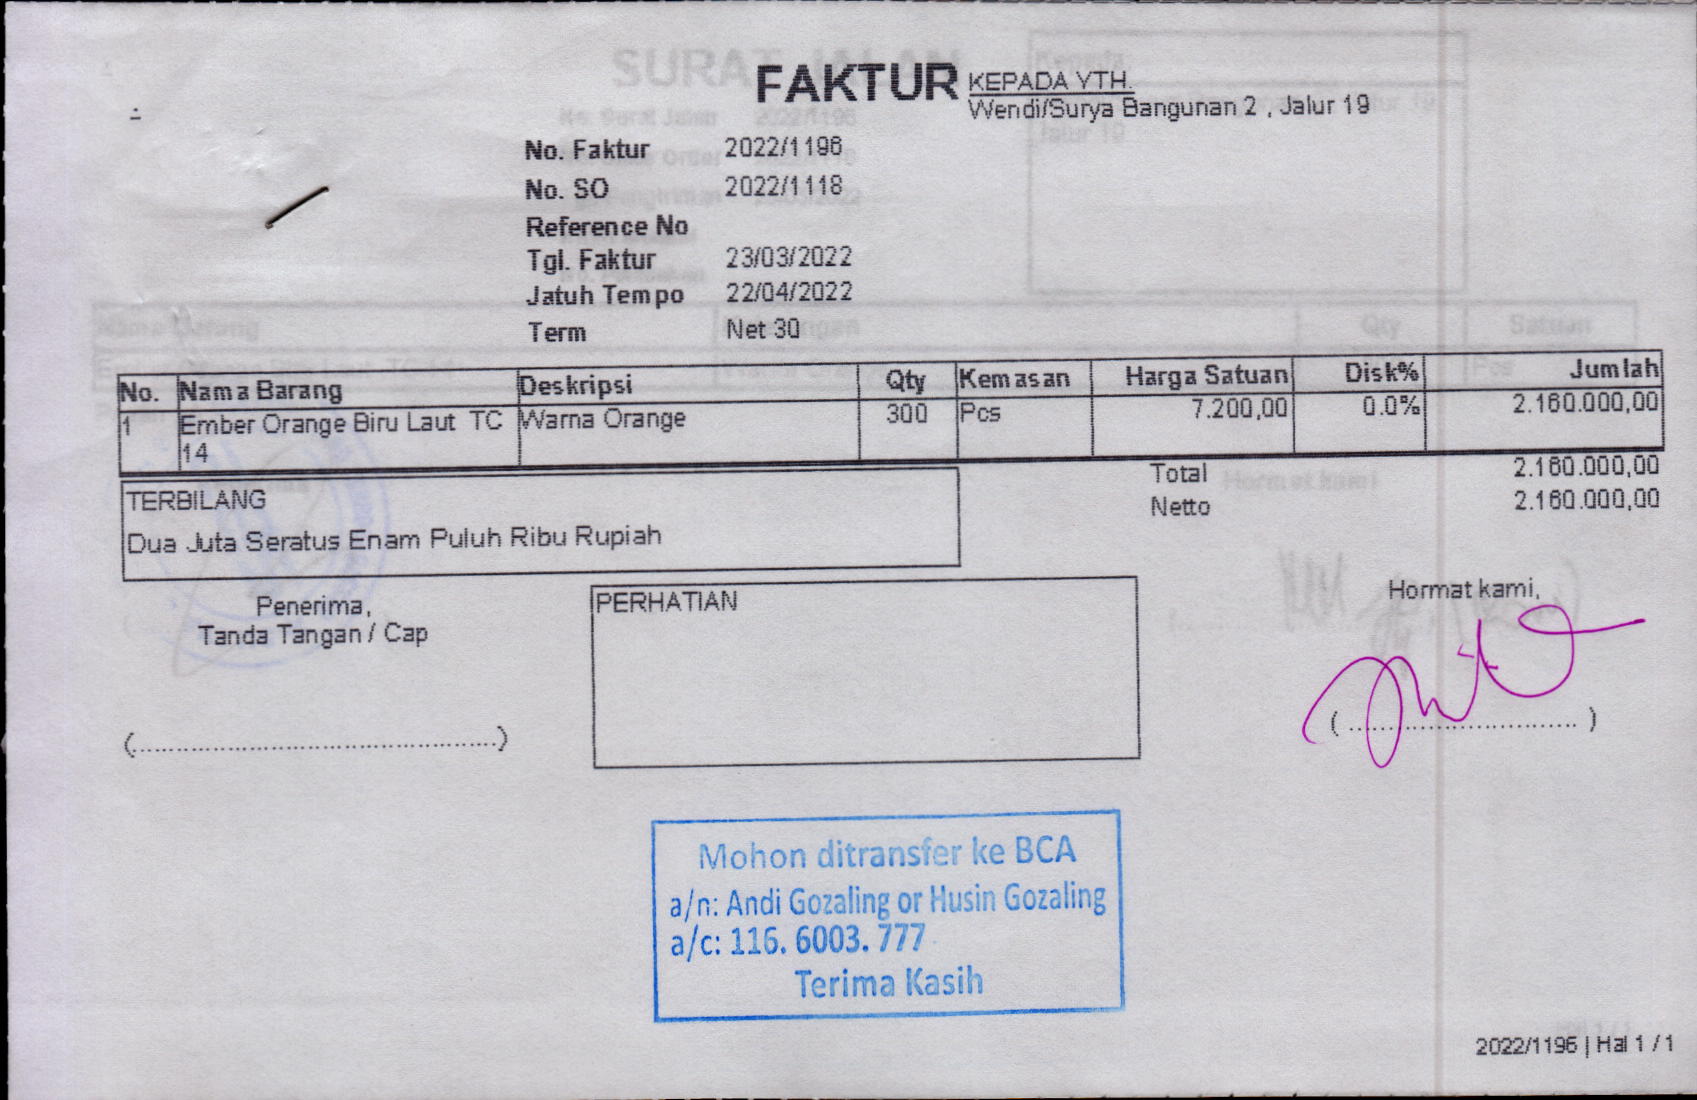 FAKTUR
KEPADA YTH.
Wendi/Surya Bangunan 2 , Jalur 19
No. Faktur 2022/1196
No. SO 2022/1118
Reference No
Tgl. Faktur 23/03/2022
Jatuh Tempo 22/04/2022
Term Net 30
No. Nama Barang Deskripsi Qty Kemasan Harga Satuan Disk% Jumlah
1 Ember Orange Biru Laut TC Warna Orange 300 Pcs 7.200,00 0.0% 2.160.000,00
14
Total 2.160.000,00
Netto 2.160.000,00
TERBILANG
Dua Juta Seratus Enam Puluh Ribu Rupiah
Penerima,
Tanda Tangan / Cap
(................................................)
PERHATIAN
Hormat kami,
( .............................. )
Mohon ditransfer ke BCA
a/n: Andi Gozaling or Husin Gozaling
a/c: 116. 6003. 777
Terima Kasih
2022/1196 | Hal 1 / 1